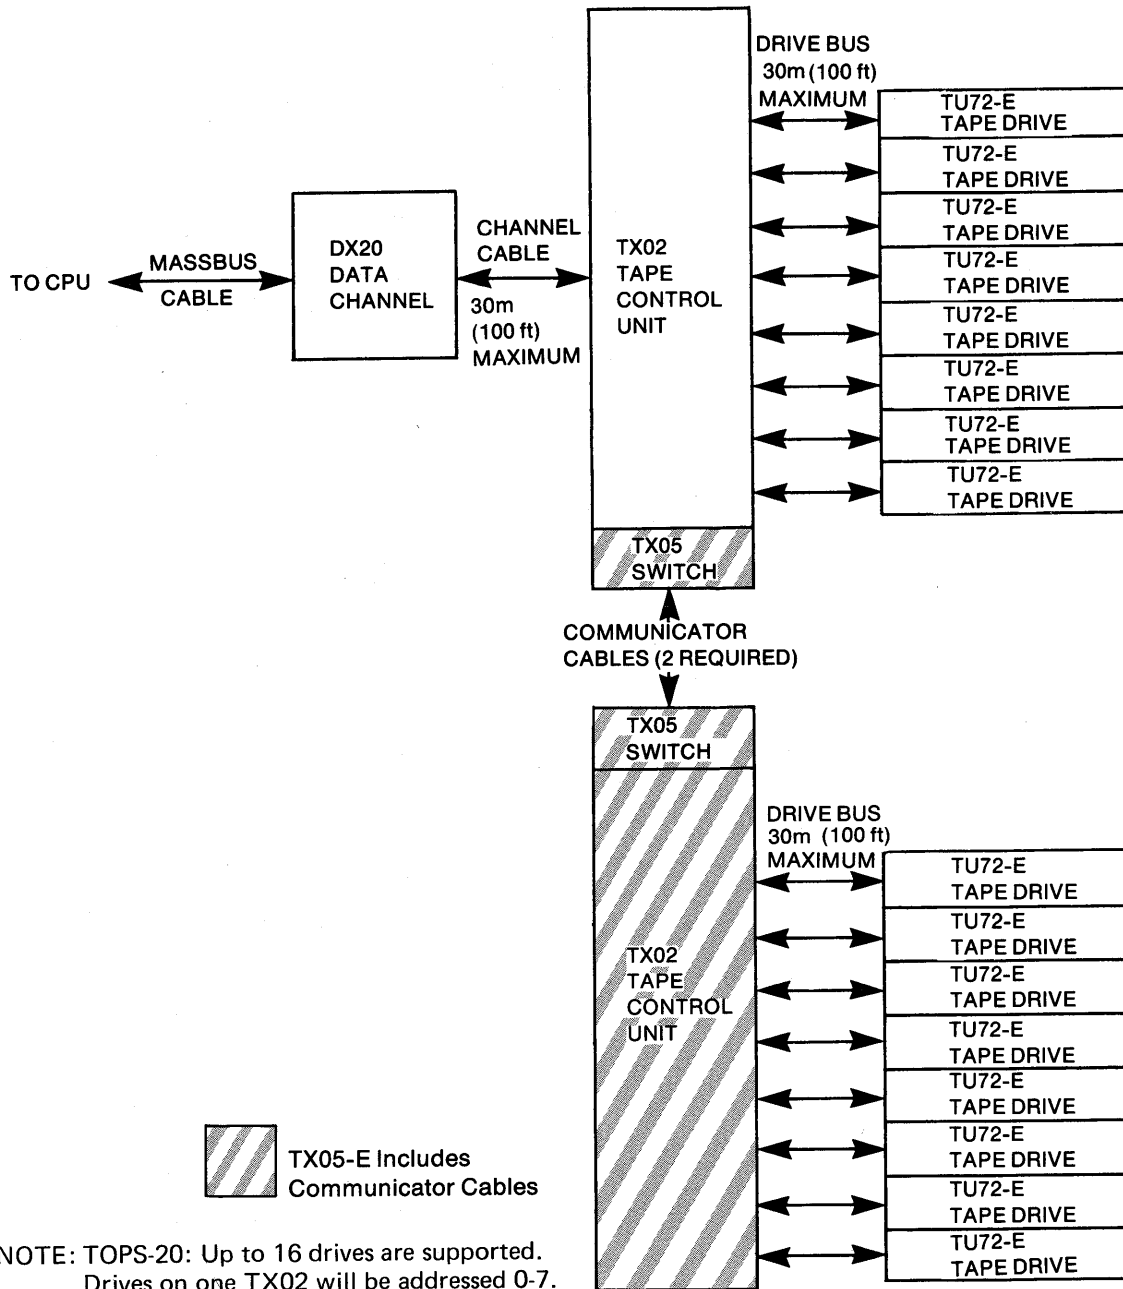 DRIVE BUS
30m (100 ft)
MAXIMUM
TU72-E
TAPE DRIVE
TU72-E
TAPE DRIVE
TU72-E
TAPE DRIVE
TU72-E
TAPE DRIVE
TU72-E
TAPE DRIVE
TU72-E
TAPE DRIVE
TU72-E
TAPE DRIVE
TU72-E
TAPE DRIVE
TO CPU
MASSBUS
CABLE
DX20
DATA
CHANNEL
CHANNEL
CABLE
30m
(100 ft)
MAXIMUM
TX02
TAPE
CONTROL
UNIT
TX05
SWITCH
COMMUNICATOR
CABLES (2 REQUIRED)
TX05
SWITCH
TX02
TAPE
CONTROL
UNIT
DRIVE BUS
30m (100 ft)
MAXIMUM
TU72-E
TAPE DRIVE
TU72-E
TAPE DRIVE
TU72-E
TAPE DRIVE
TU72-E
TAPE DRIVE
TU72-E
TAPE DRIVE
TU72-E
TAPE DRIVE
TU72-E
TAPE DRIVE
TU72-E
TAPE DRIVE
TX05-E Includes
Communicator Cables
NOTE: TOPS-20: Up to 16 drives are supported.
Drives on one TX02 will be addressed 0-7.